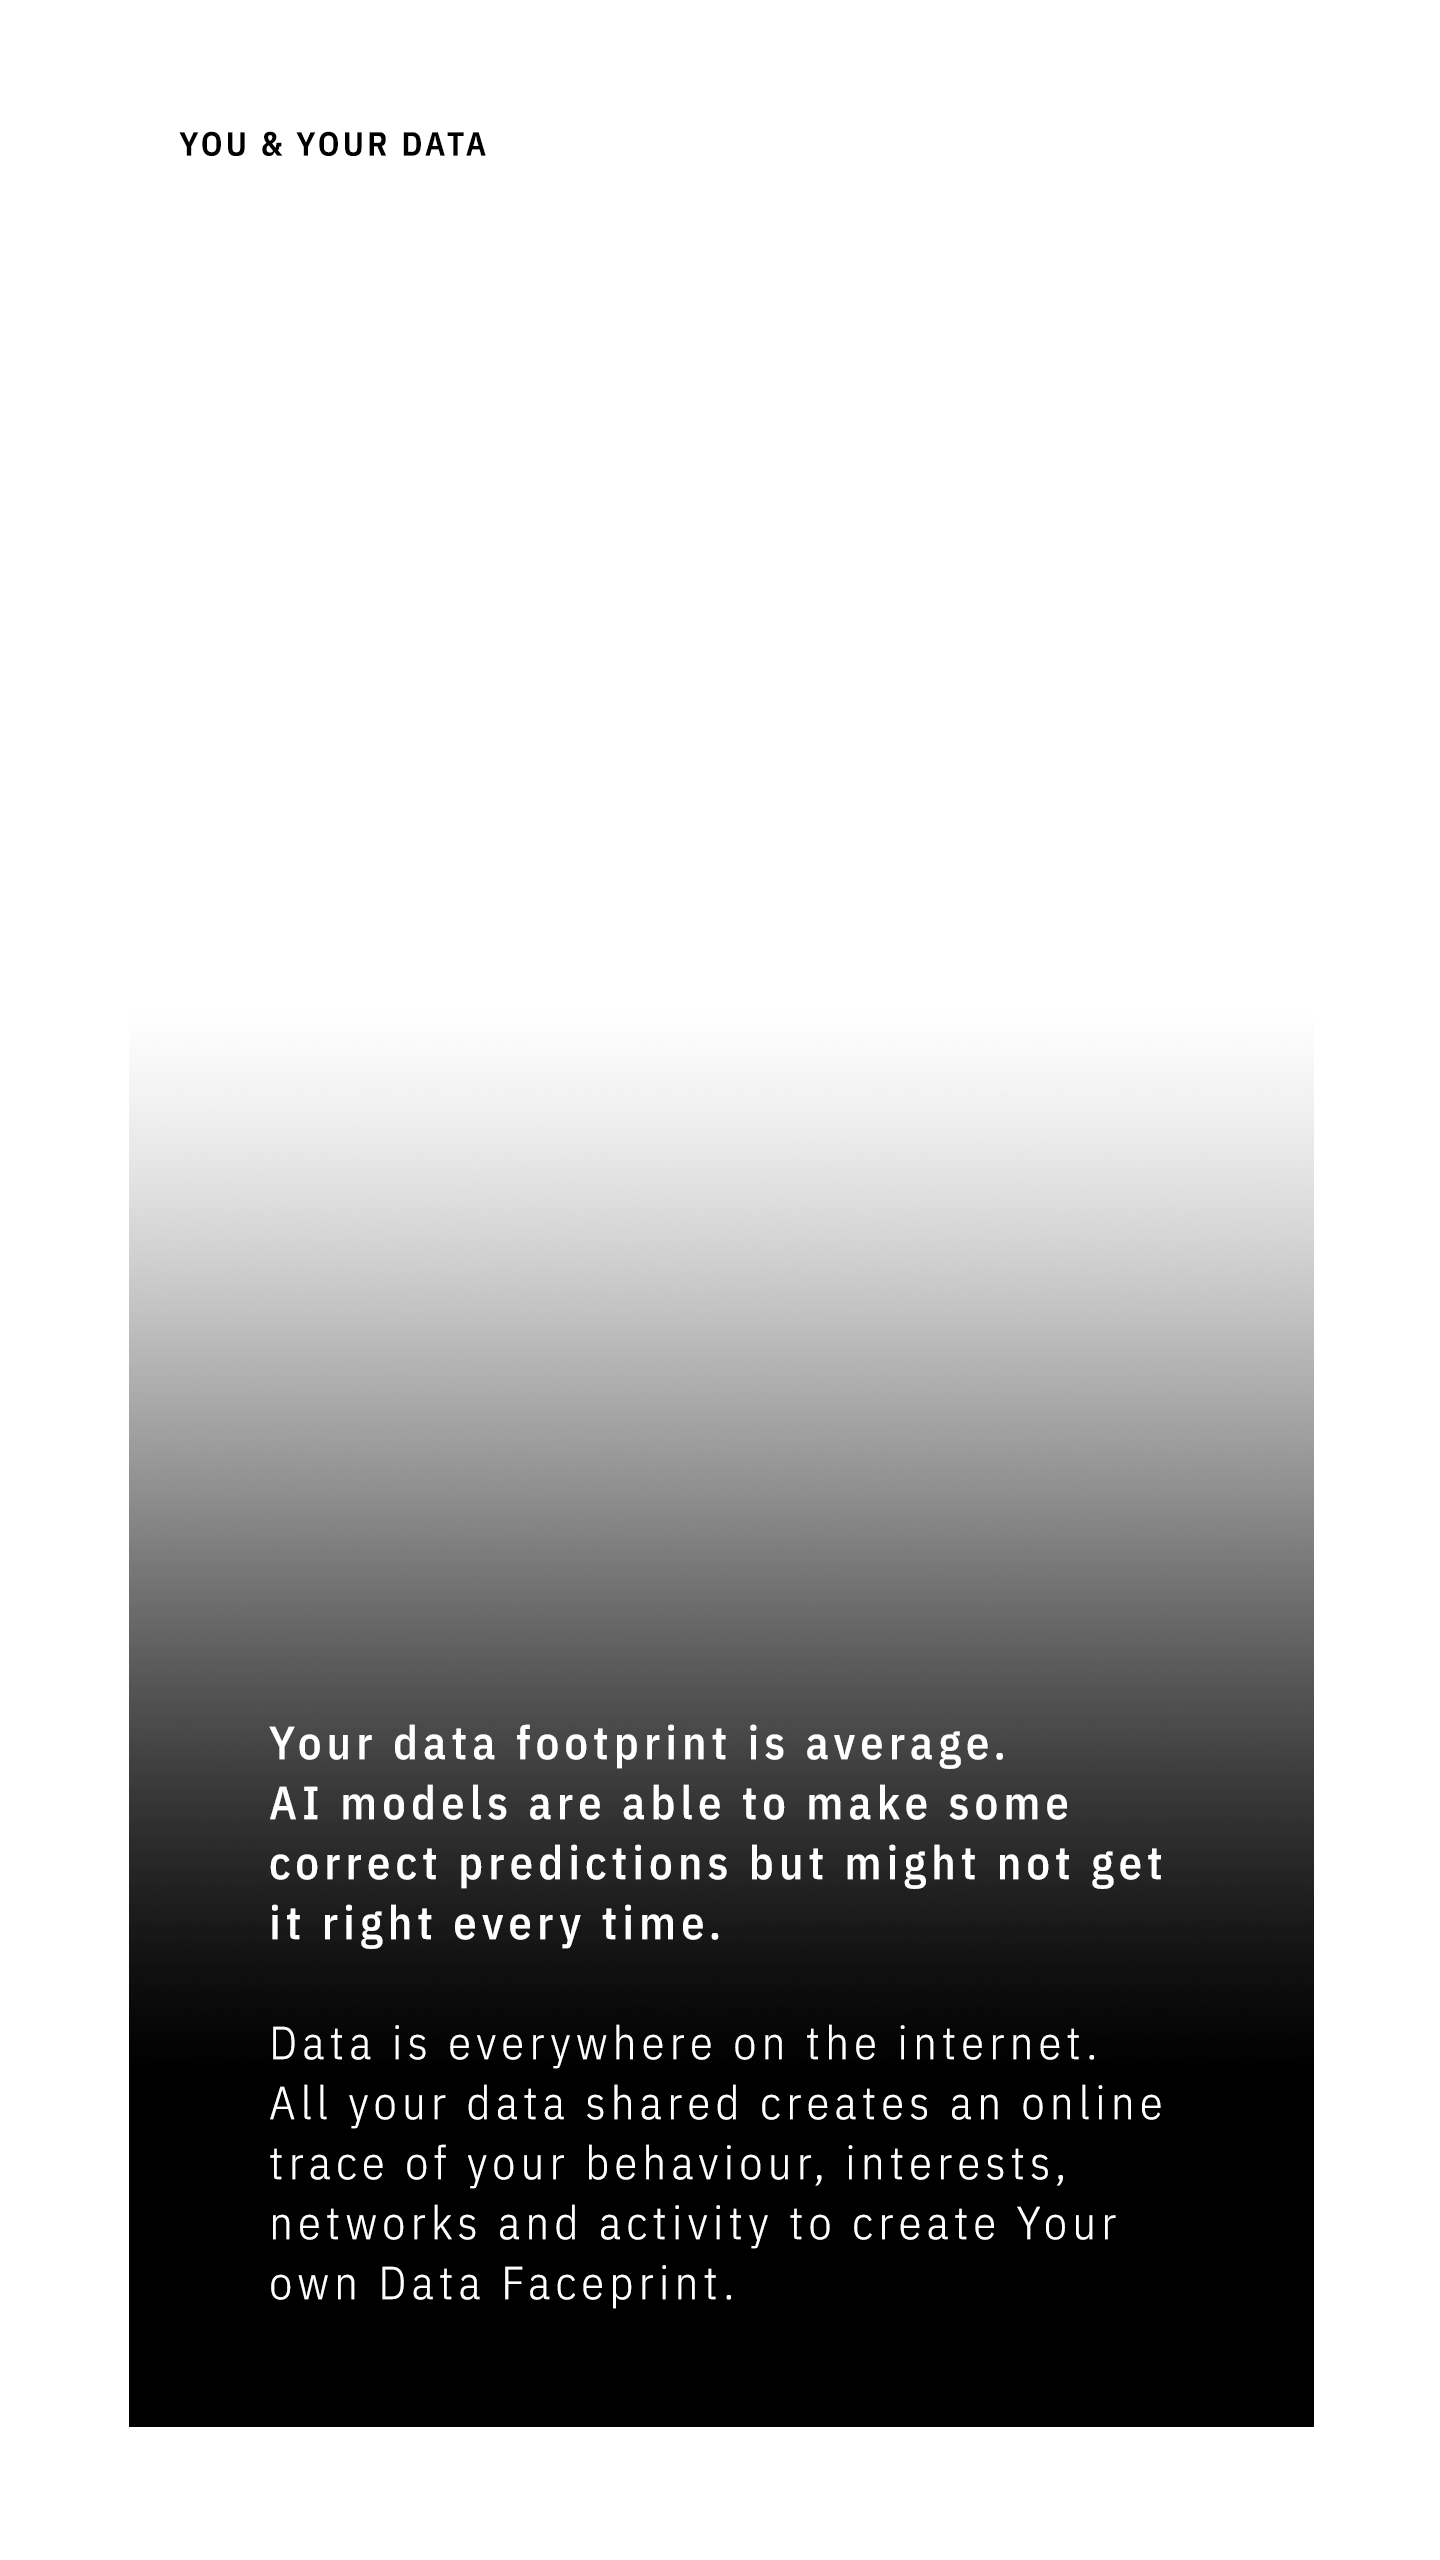 YOU & YOUR DATA
Your data footprint is average.
AI models are able to make some
correct predictions but might not get
it right every time.
Data is everywhere on the internet.
All your data shared creates an online
trace of your behaviour, interests,
networks and activity to create Your
own Data Faceprint.